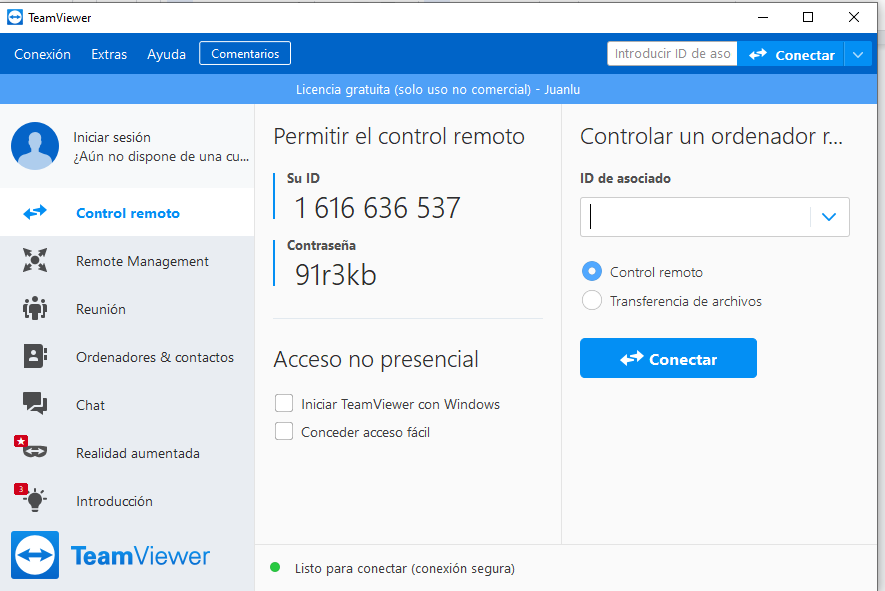 TeamViewer
Conexión Extras Ayuda Comentarios Introducir ID de aso Conectar
Licencia gratuita (solo uso no comercial) - Juanlu
Iniciar sesión
¿Aún no dispone de una cu...
Control remoto
Remote Management
Reunión
Ordenadores & contactos
Chat
Realidad aumentada
3
Introducción
TeamViewer
Permitir el control remoto
Su ID
1 616 636 537
Contraseña
91r3kb
Acceso no presencial
Iniciar TeamViewer con Windows
Conceder acceso fácil
Controlar un ordenador r...
ID de asociado
Control remoto
Transferencia de archivos
Conectar
Listo para conectar (conexión segura)